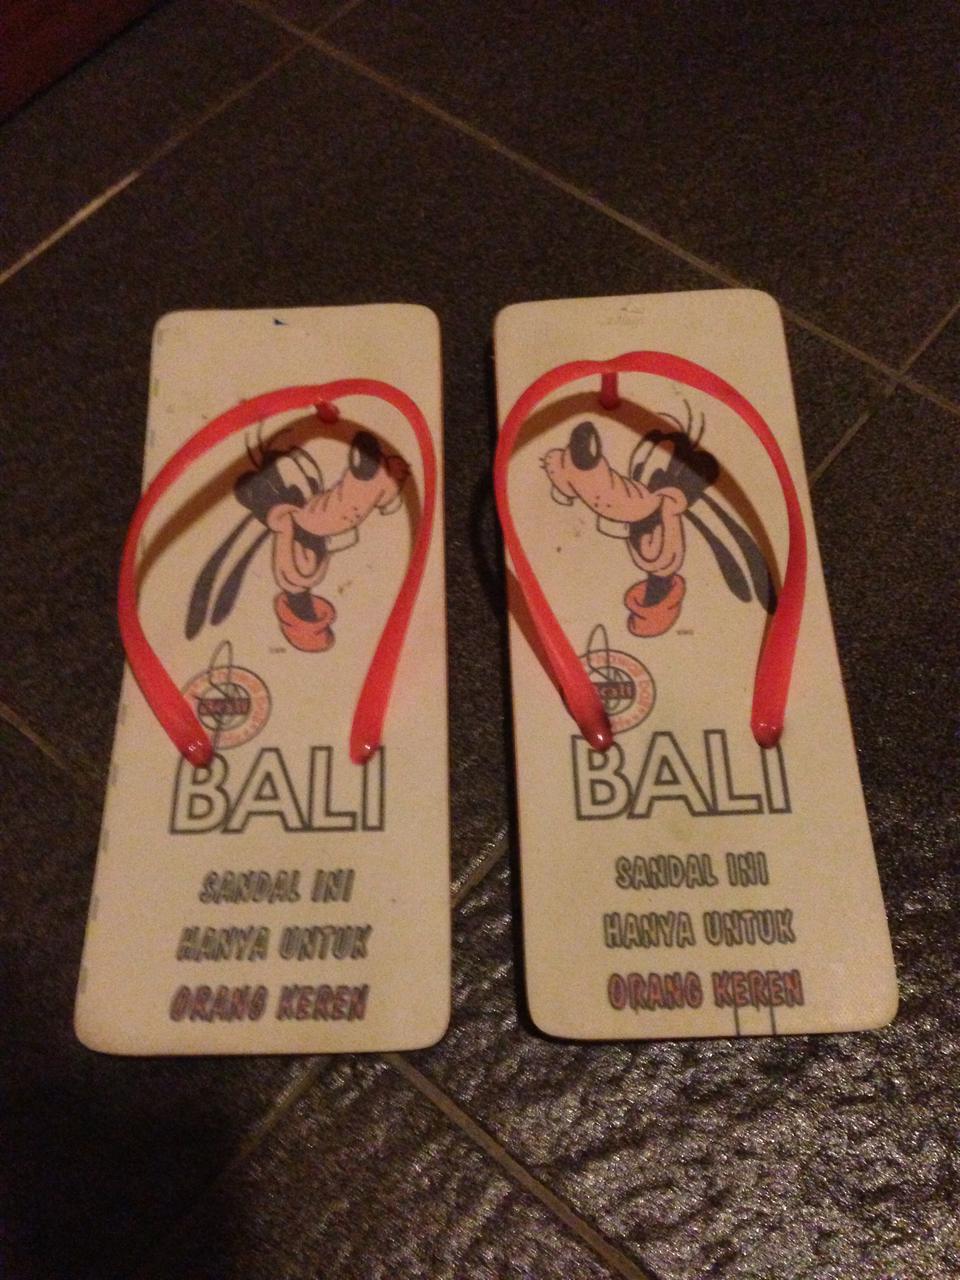 BALI
SANDAL INI
HANYA UNTUK
ORANG KEREN
BALI
SANDAL INI
HANYA UNTUK
ORANG KEREN